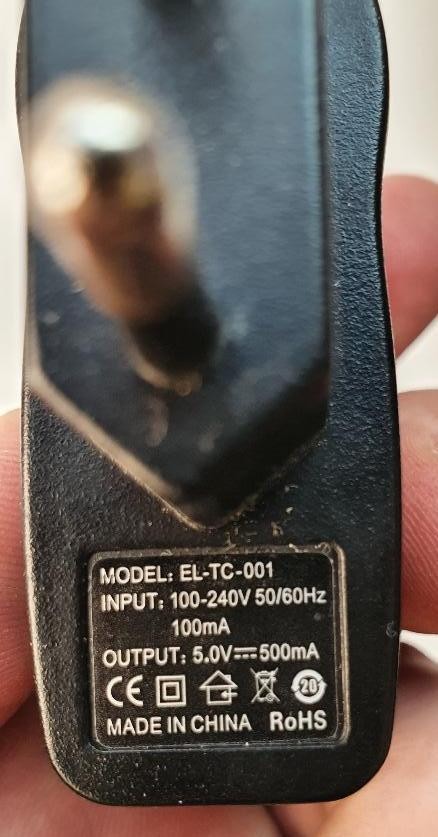 MODEL: EL-TC-001
INPUT: 100-240V 50/60Hz
100mA
OUTPUT: 5.0V⎓500mA
CE 20
MADE IN CHINA RoHS